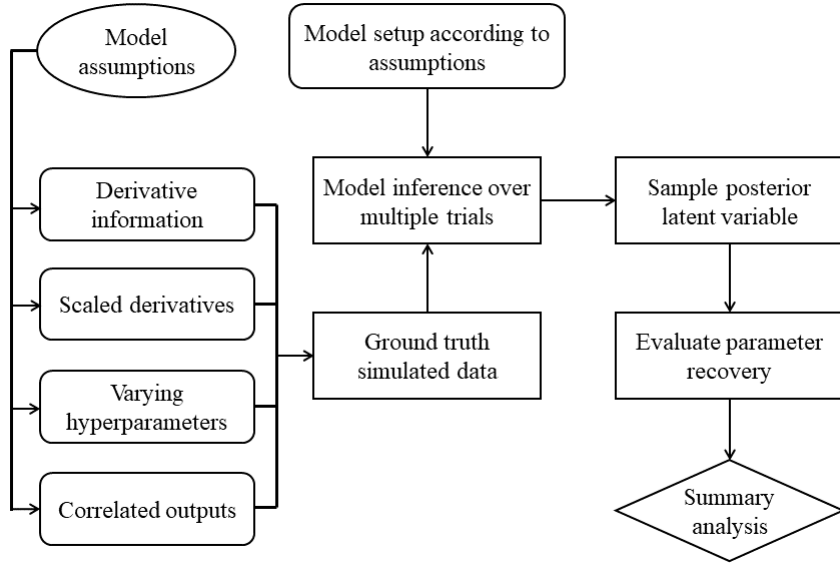 Model
assumptions
Model setup according to
assumptions
Derivative
information
Scaled derivatives
Varying
hyperparameters
Correlated outputs
Model inference over
multiple trials
Ground truth
simulated data
Sample posterior
latent variable
Evaluate parameter
recovery
Summary
analysis